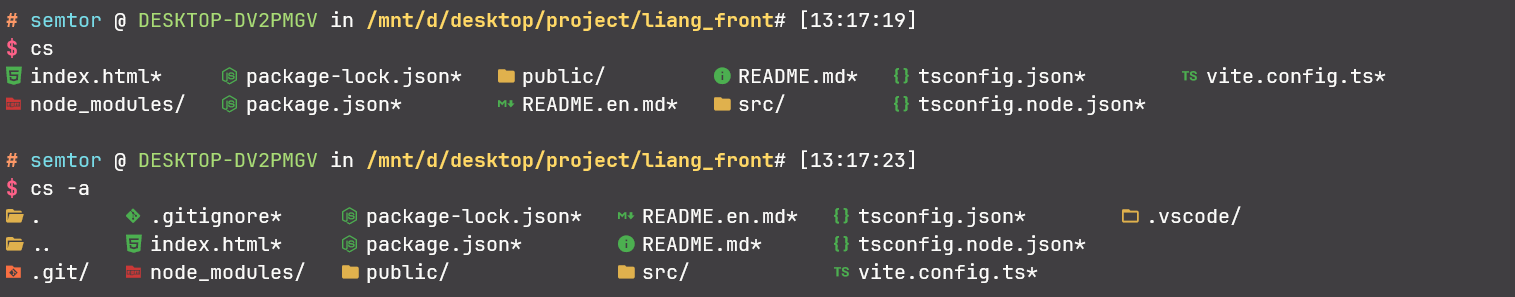 # semtor @ DESKTOP-DV2PMGV in /mnt/d/desktop/project/liang_front# [13:17:19]
$ cs
index.html* package-lock.json* public/ README.md* tsconfig.json* vite.config.ts*
node_modules/ package.json* README.en.md* src/ tsconfig.node.json*
# semtor @ DESKTOP-DV2PMGV in /mnt/d/desktop/project/liang_front# [13:17:23]
$ cs -a
. .gitignore* package-lock.json* README.en.md* tsconfig.json* .vscode/
.. index.html* package.json* README.md* tsconfig.node.json*
.git/ node_modules/ public/ src/ vite.config.ts*